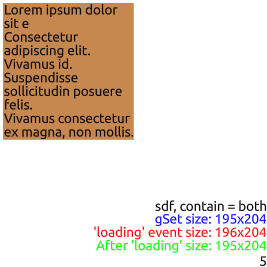 Lorem ipsum dolor
sit e
Consectetur
adipiscing elit.
Vivamus id.
Suspendisse
sollicitudin posuere
felis.
Vivamus consectetur
ex magna, non mollis.
sdf, contain = both
gSet size: 195x204
'loading' event size: 196x204
After 'loading' size: 195x204
5